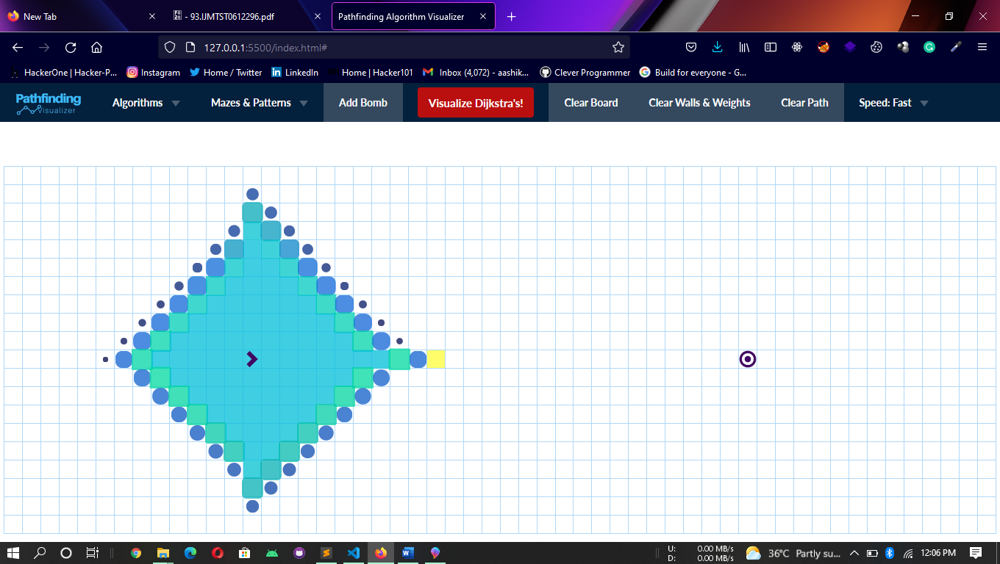 New Tab
- 93.IJMTST0612296.pdf
Pathfinding Algorithm Visualizer
127.0.0.1:5500/index.html#
HackerOne | Hacker-P...
Instagram
Home / Twitter
LinkedIn
Home | Hacker101
Inbox (4,072) - aashik...
Clever Programmer
Build for everyone - G...
Pathfinding
Visualizer
Algorithms
Mazes & Patterns
Add Bomb
Visualize Dijkstra's!
Clear Board
Clear Walls & Weights
Clear Path
Speed: Fast
U: 0.00 MB/s
D: 0.00 MB/s
36°C Partly su...
12:06 PM